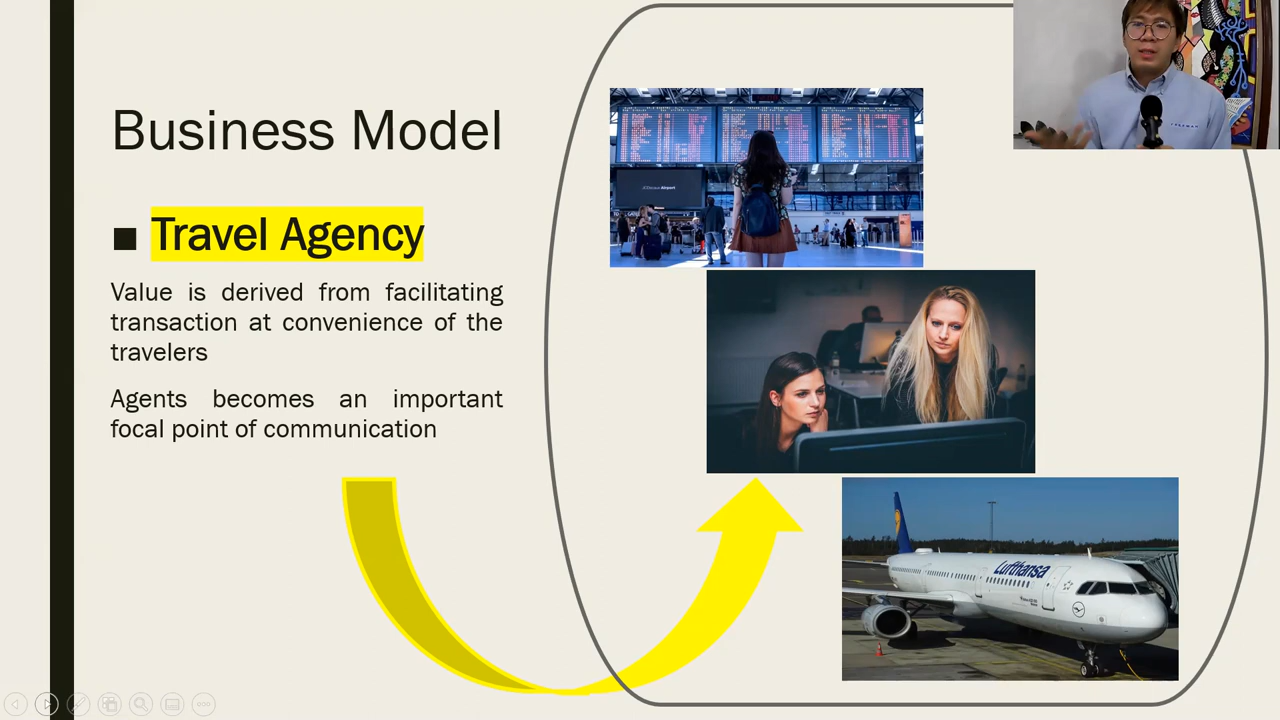 Business Model
Travel Agency
Value is derived from facilitating
transaction at convenience of the
travelers
Agents becomes an important
focal point of communication
Lufthansa